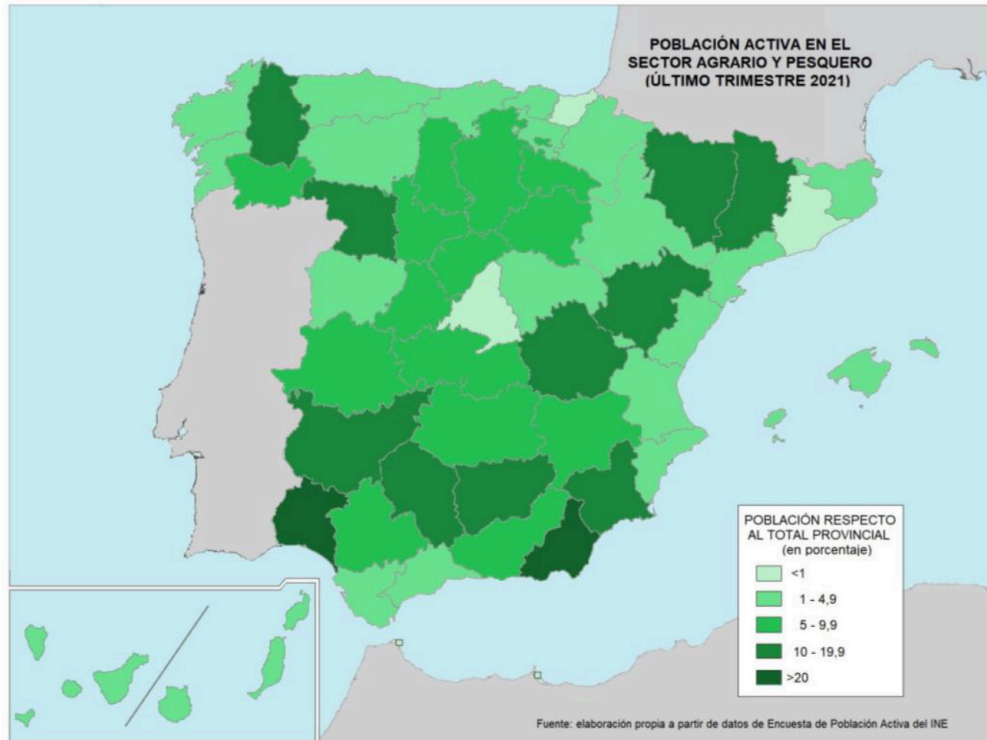 POBLACIÓN ACTIVA EN EL
SECTOR AGRARIO Y PESQUERO
(ÚLTIMO TRIMESTRE 2021)
POBLACIÓN RESPECTO
AL TOTAL PROVINCIAL
(en porcentaje)
<1
1 - 4,9
5 - 9,9
10 - 19,9
>20
Fuente: elaboración propia a partir de datos de Encuesta de Población Activa del INE